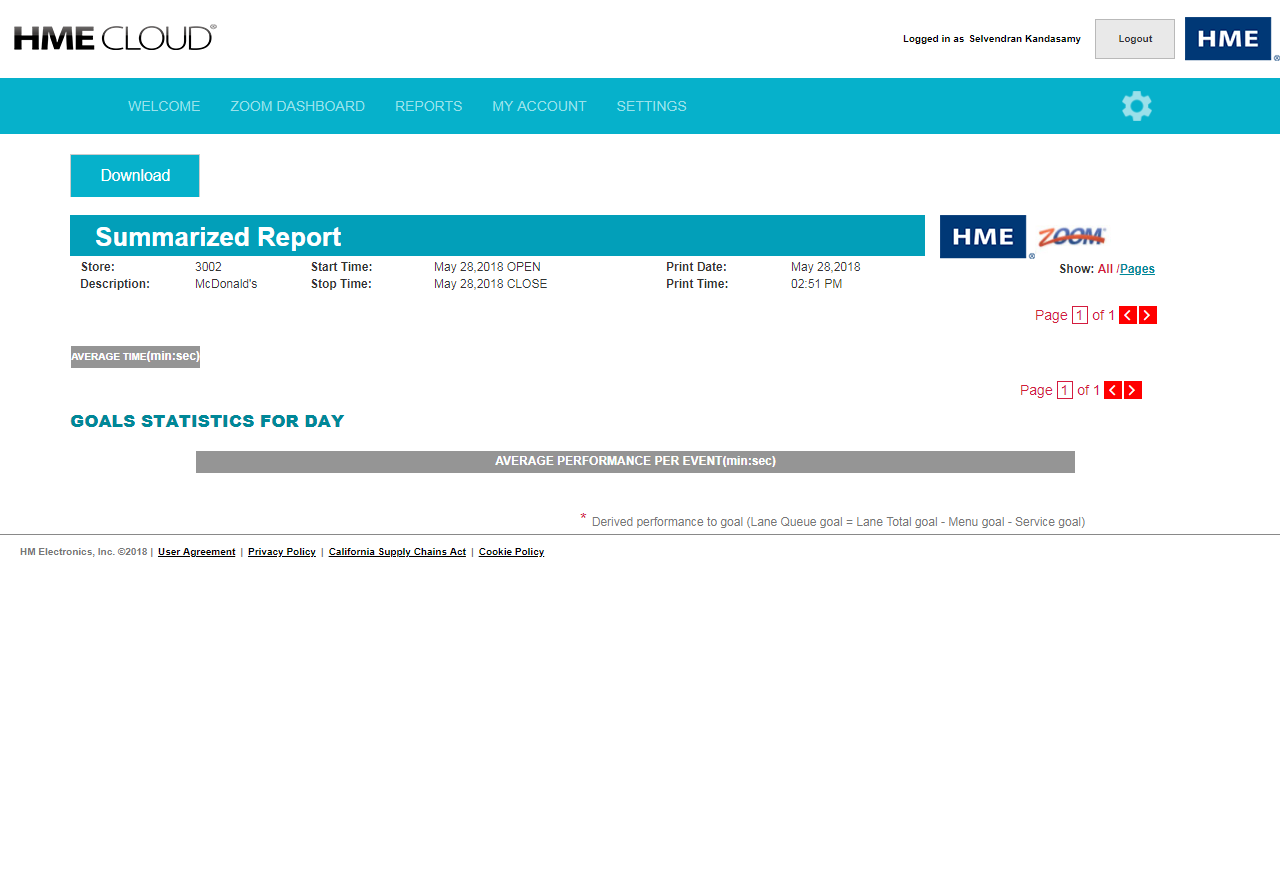 HME CLOUD®
Logged in as Selvendran Kandasamy
Logout
HME®
WELCOME ZOOM DASHBOARD REPORTS MY ACCOUNT SETTINGS
Download
Summarized Report
HME® ZOOM®
Store: 3002 Start Time: May 28,2018 OPEN Print Date: May 28,2018
Show: All /Pages
Description: McDonald's Stop Time: May 28,2018 CLOSE Print Time: 02:51 PM
Page 1 of 1 < >
AVERAGE TIME(min:sec)
Page 1 of 1 < >
GOALS STATISTICS FOR DAY
AVERAGE PERFORMANCE PER EVENT(min:sec)
* Derived performance to goal (Lane Queue goal = Lane Total goal - Menu goal - Service goal)
HM Electronics, Inc. ©2018 | User Agreement | Privacy Policy | California Supply Chains Act | Cookie Policy